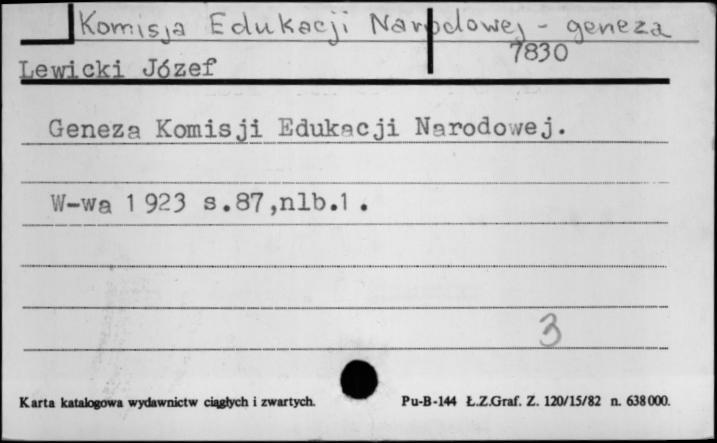 Komisja Edukacji Narodowej - geneza
7830
Lewicki Józef
Geneza Komisji Edukacji Narodowej.
W-wa 1923 s.87,nlb.1.
3
Karta katalogowa wydawnictw ciągłych i zwartych. Pu-B-144 Ł.Z.Graf. Z. 120/15/82 n. 638000.